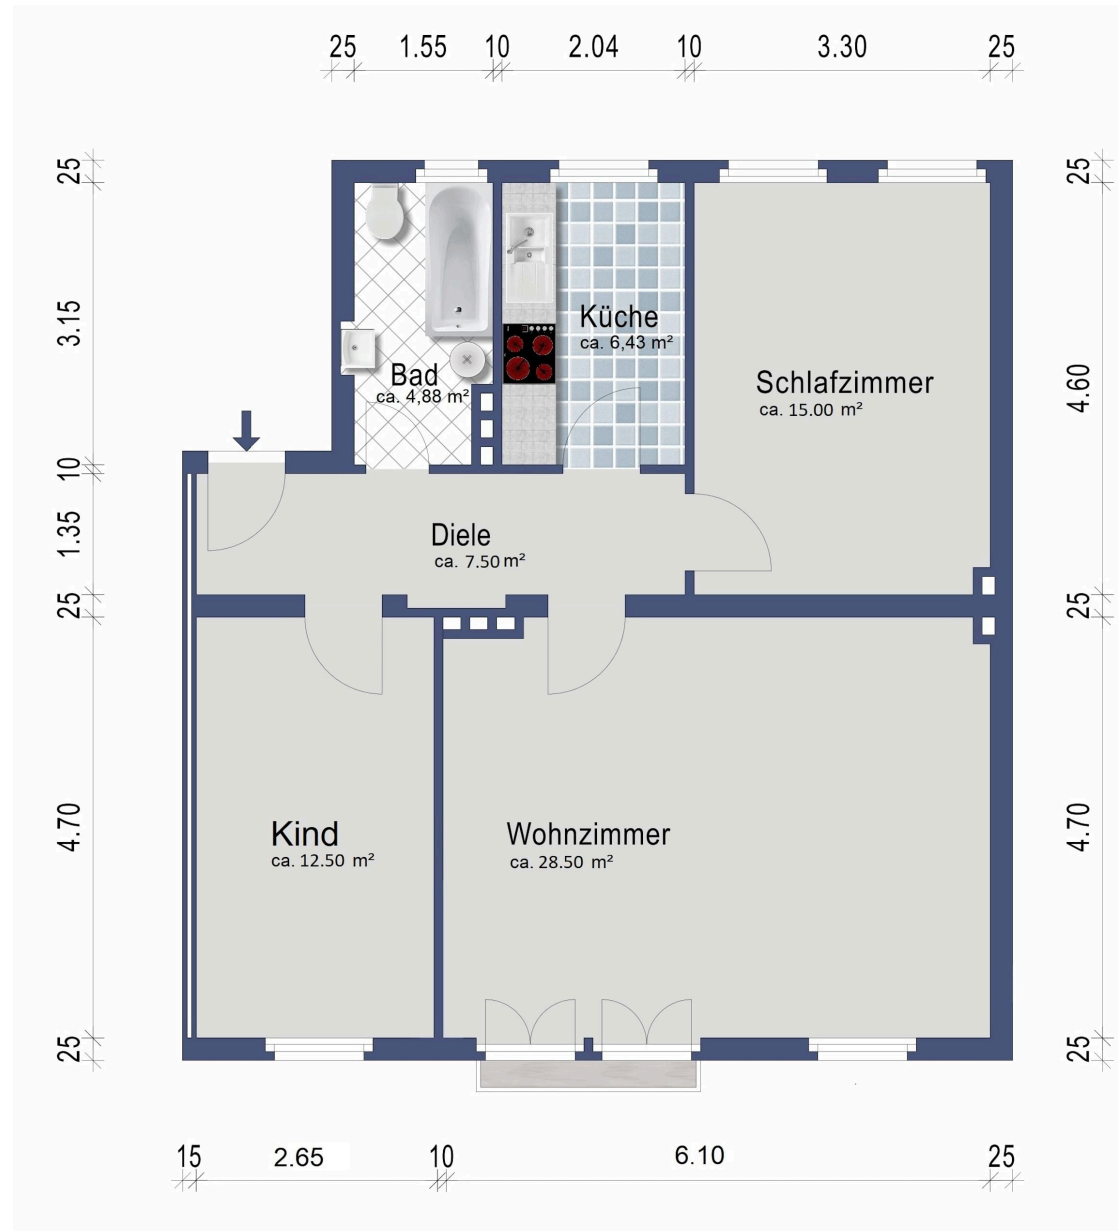 25 1.55 10 2.04 10 3.30 25
25
3.15
10
1.35
25
4.70
25
25
4.60
25
4.70
25
Küche
ca. 6,43 m²
Bad
ca. 4,88 m²
Schlafzimmer
ca. 15.00 m²
Diele
ca. 7.50 m²
Kind
ca. 12.50 m²
Wohnzimmer
ca. 28.50 m²
15 2.65 10 6.10 25